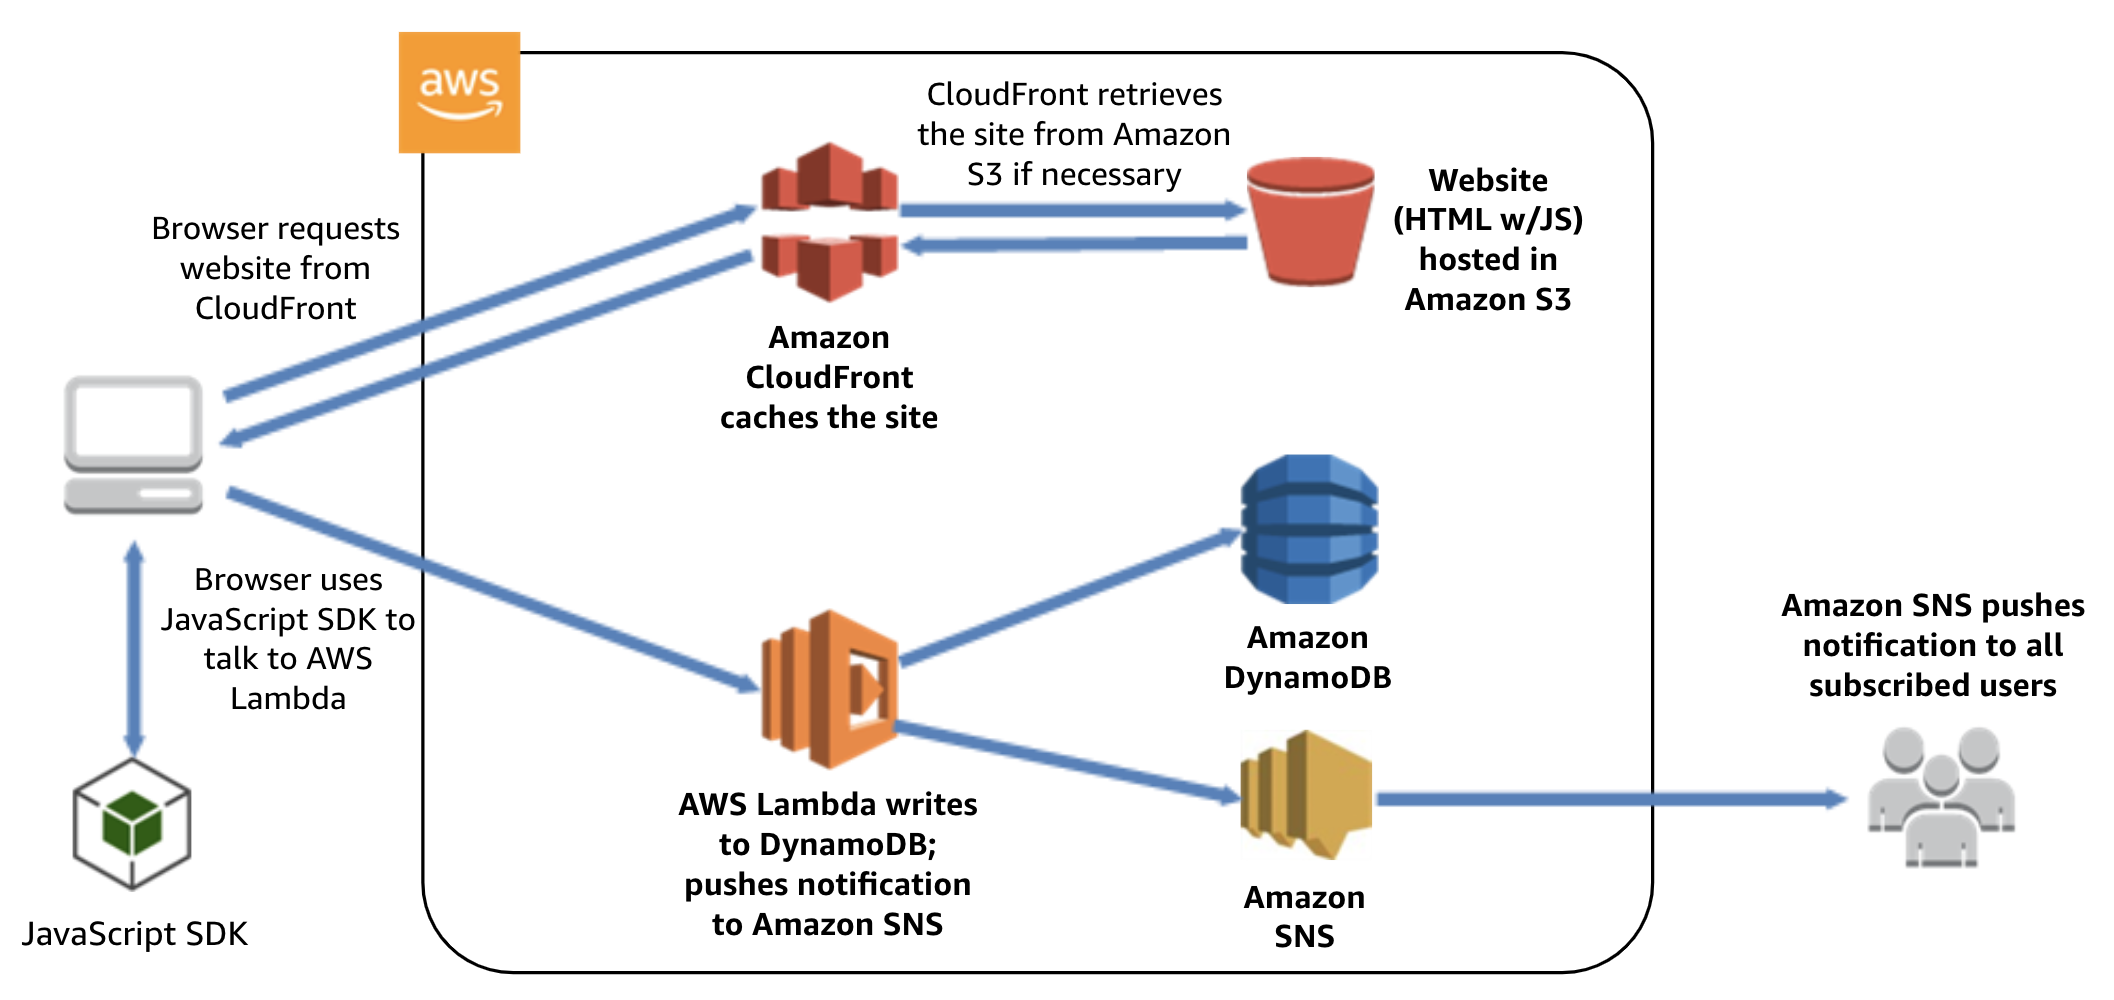 aws
CloudFront retrieves
the site from Amazon
S3 if necessary
Website
(HTML w/JS)
hosted in
Amazon S3
Browser requests
website from
CloudFront
Amazon
CloudFront
caches the site
Browser uses
JavaScript SDK to
talk to AWS
Lambda
Amazon
DynamoDB
Amazon SNS pushes
notification to all
subscribed users
AWS Lambda writes
to DynamoDB;
pushes notification
to Amazon SNS
Amazon
SNS
JavaScript SDK